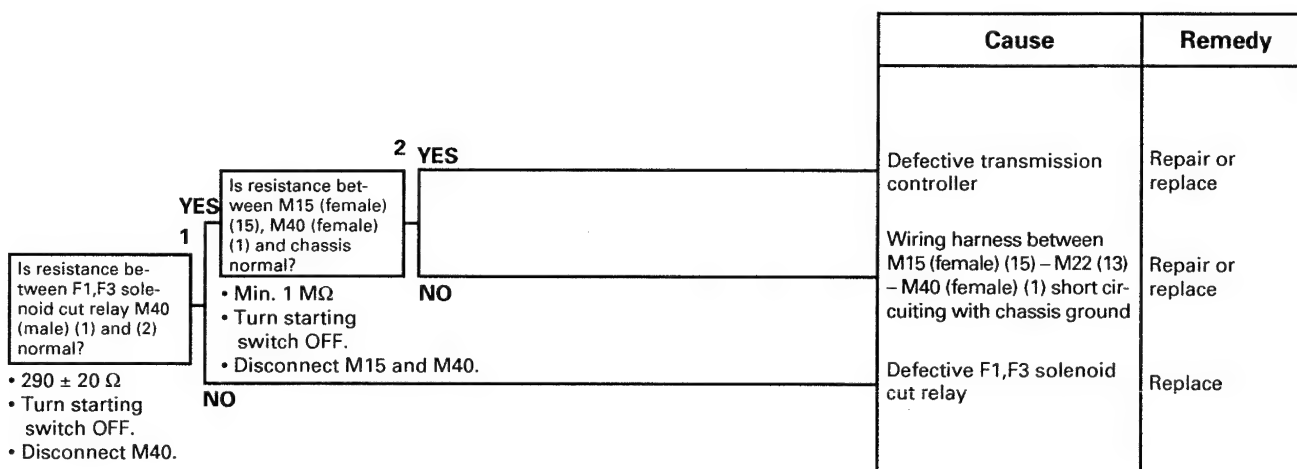 Cause
Remedy
1
Is resistance be-
tween F1,F3 sole-
noid cut relay M40
(male) (1) and (2)
normal?
• 290 ± 20 Ω
• Turn starting
switch OFF.
• Disconnect M40.
YES
2
Is resistance bet-
ween M15 (female)
(15), M40 (female)
(1) and chassis
normal?
• Min. 1 MΩ
• Turn starting
switch OFF.
• Disconnect M15 and M40.
YES
Defective transmission
controller
Repair or
replace
NO
Wiring harness between
M15 (female) (15) – M22 (13)
– M40 (female) (1) short cir-
cuiting with chassis ground
Repair or
replace
NO
Defective F1,F3 solenoid
cut relay
Replace